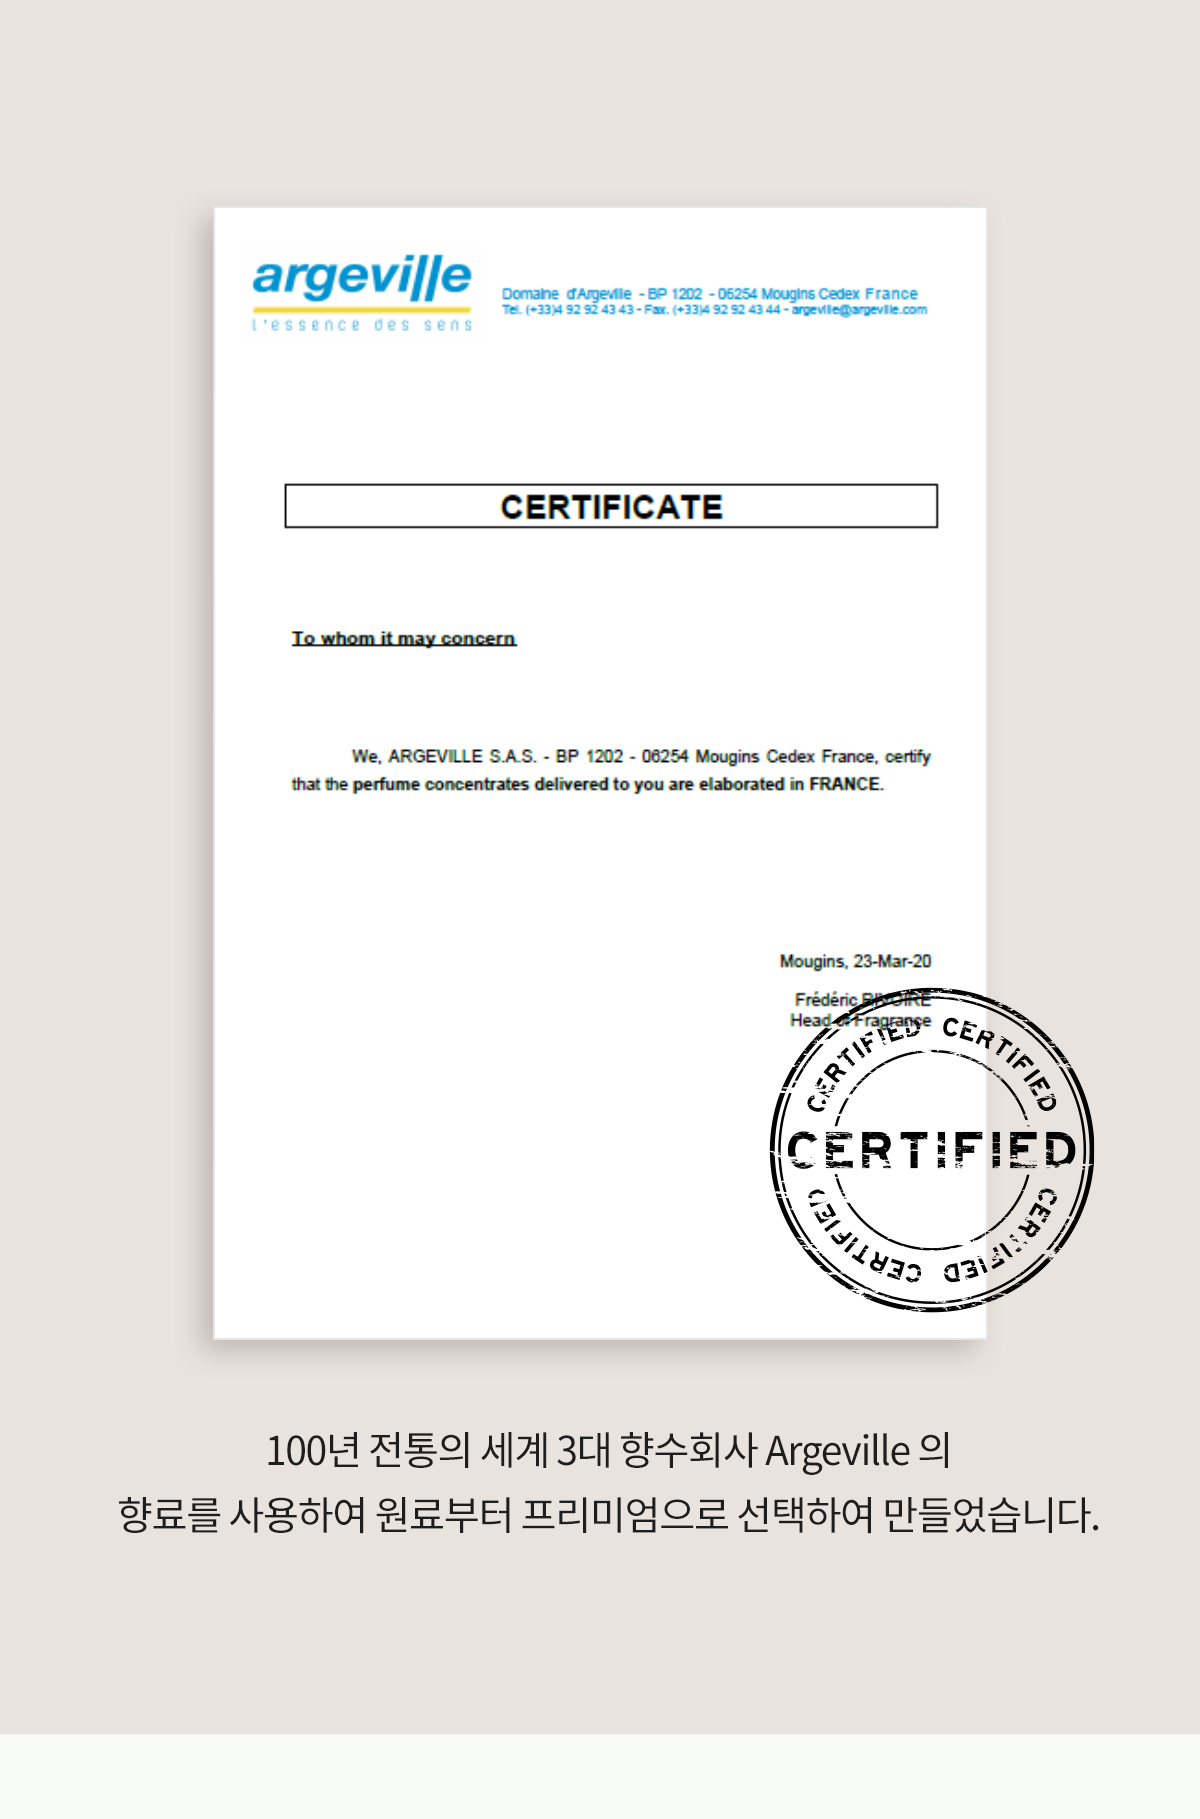 argeville
l'essence des sens
Domaine d'Argeville - BP 1202 - 06254 Mougins Cedex France
Tel. (+33)4 92 92 43 43 - Fax. (+33)4 92 92 43 44 - argeville@argeville.com
CERTIFICATE
To whom it may concern
We, ARGEVILLE S.A.S. - BP 1202 - 06254 Mougins Cedex France, certify
that the perfume concentrates delivered to you are elaborated in FRANCE.
Mougins, 23-Mar-20
Frédéric RIVOIRE
Head of Fragrance
CERTIFIED CERTIFIED
CERTIFIED
CERTIFIED CERTIFIED
100년 전통의 세계 3대 향수회사 Argeville 의
향료를 사용하여 원료부터 프리미엄으로 선택하여 만들었습니다.